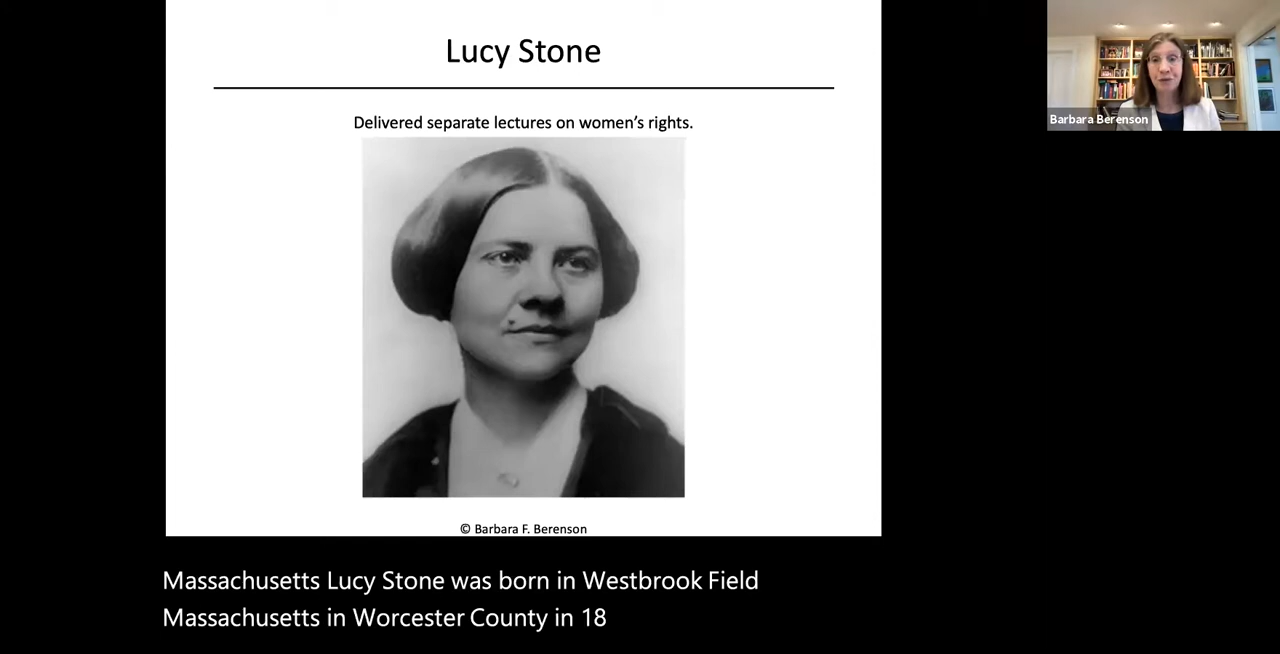 Lucy Stone
Delivered separate lectures on women’s rights.
© Barbara F. Berenson
Barbara Berenson
Massachusetts Lucy Stone was born in Westbrook Field
Massachusetts in Worcester County in 18